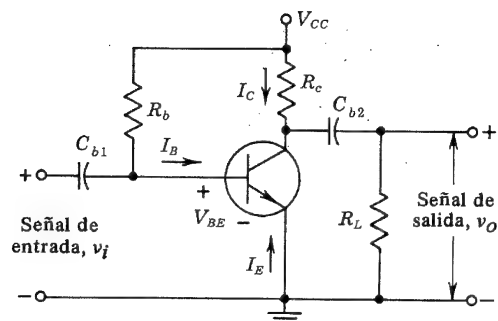 V_CC
I_C
R_c
R_b
C_b2
C_b1
I_B
+
+
+
V_BE
-
Señal de
entrada, v_i
R_L
Señal de
salida, v_o
I_E
-
-